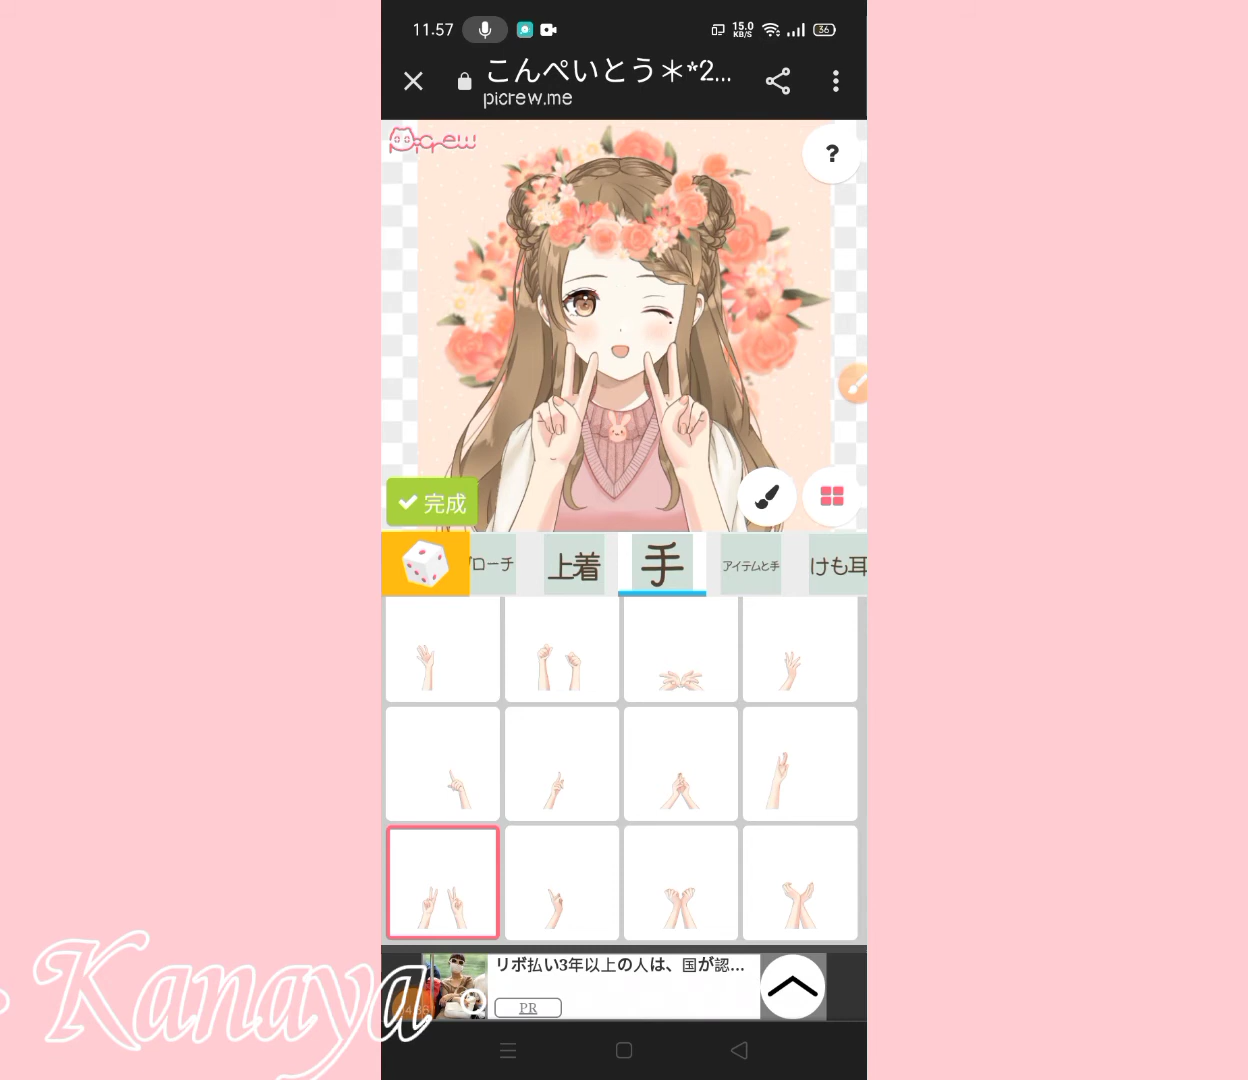 11.57
15.0
KB/S
36
こんぺいとう＊*2...
picrew.me
Picrew
?
完成
ブローチ
上着
手
アイテムと手
けも耳
リボ払い3年以上の人は、国が認...
PR
Kanaya